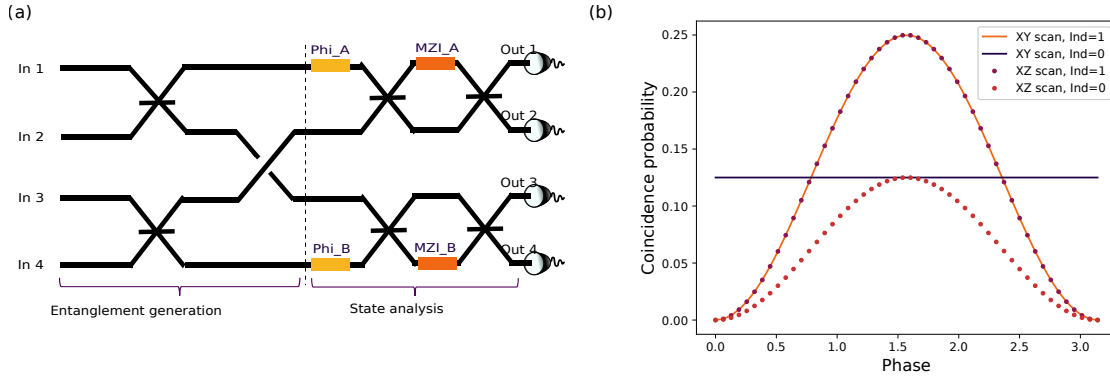 (a)
Phi_A
MZI_A
Out 1
In 1
Out 2
In 2
Out 3
In 3
Phi_B
MZI_B
Out 4
In 4
Entanglement generation
State analysis
(b)
XY scan, Ind=1
XY scan, Ind=0
XZ scan, Ind=1
XZ scan, Ind=0
Coincidence probability
0.25
0.20
0.15
0.10
0.05
0.00
0.0 0.5 1.0 1.5 2.0 2.5 3.0
Phase